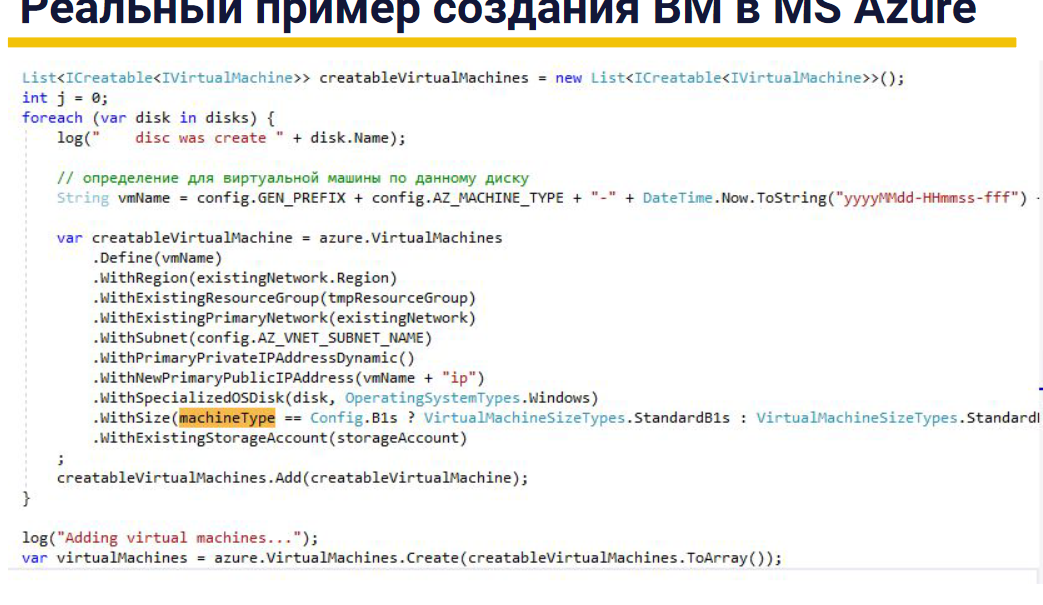 Реальный пример создания ВМ в MS Azure
List<ICreatable<IVirtualMachine>> creatableVirtualMachines = new List<ICreatable<IVirtualMachine>>();
int j = 0;
foreach (var disk in disks) {
    log("    disc was create " + disk.Name);
    // определение для виртуальной машины по данному диску
    String vmName = config.GEN_PREFIX + config.AZ_MACHINE_TYPE + "-" + DateTime.Now.ToString("yyyyMMdd-HHmmss-fff")
    var creatableVirtualMachine = azure.VirtualMachines
        .Define(vmName)
        .WithRegion(existingNetwork.Region)
        .WithExistingResourceGroup(tmpResourceGroup)
        .WithExistingPrimaryNetwork(existingNetwork)
        .WithSubnet(config.AZ_VNET_SUBNET_NAME)
        .WithPrimaryPrivateIPAddressDynamic()
        .WithNewPrimaryPublicIPAddress(vmName + "ip")
        .WithSpecializedOSDisk(disk, OperatingSystemTypes.Windows)
        .WithSize(machineType == Config.B1s ? VirtualMachineSizeTypes.StandardB1s : VirtualMachineSizeTypes.Standard
        .WithExistingStorageAccount(storageAccount)
    ;
    creatableVirtualMachines.Add(creatableVirtualMachine);
}
log("Adding virtual machines...");
var virtualMachines = azure.VirtualMachines.Create(creatableVirtualMachines.ToArray());